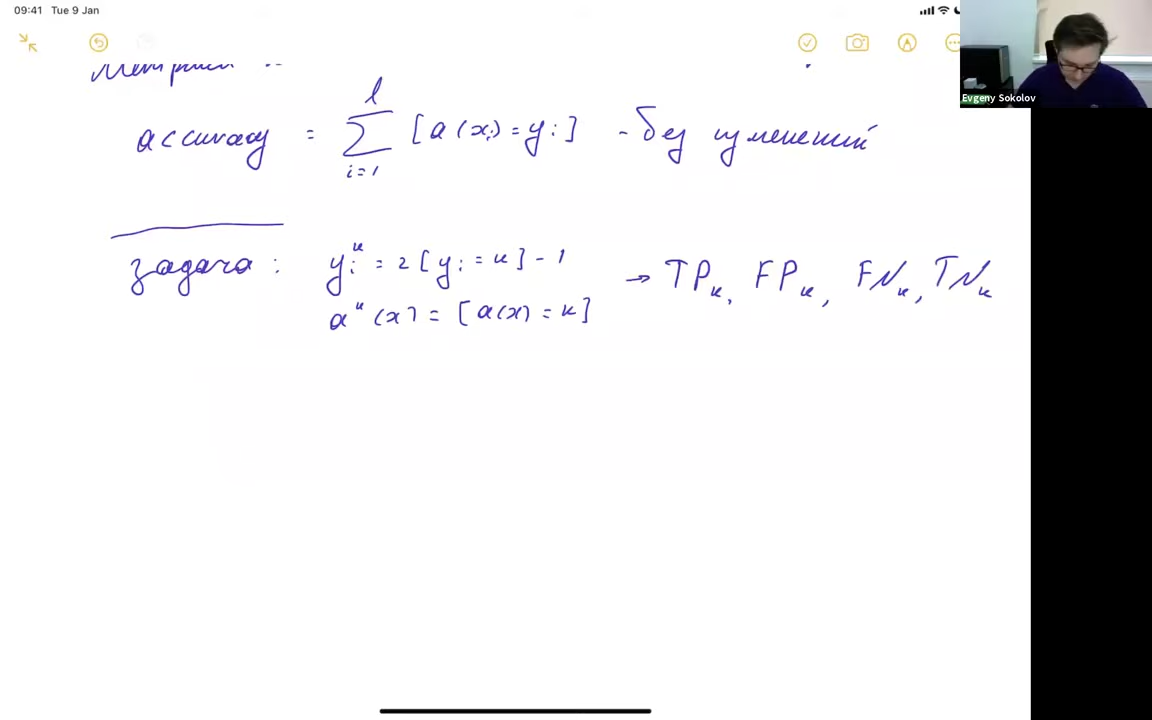 09:41 Tue 9 Jan
Evgeny Sokolov
accuracy = \sum_{i=1}^{l} [a(x_i) = y_i] - без изменений
задача: y_i^k = 2[y_i = k] - 1 → TP_k, FP_k, FN_k, TN_k
a^k(x) = [a(x) = k]